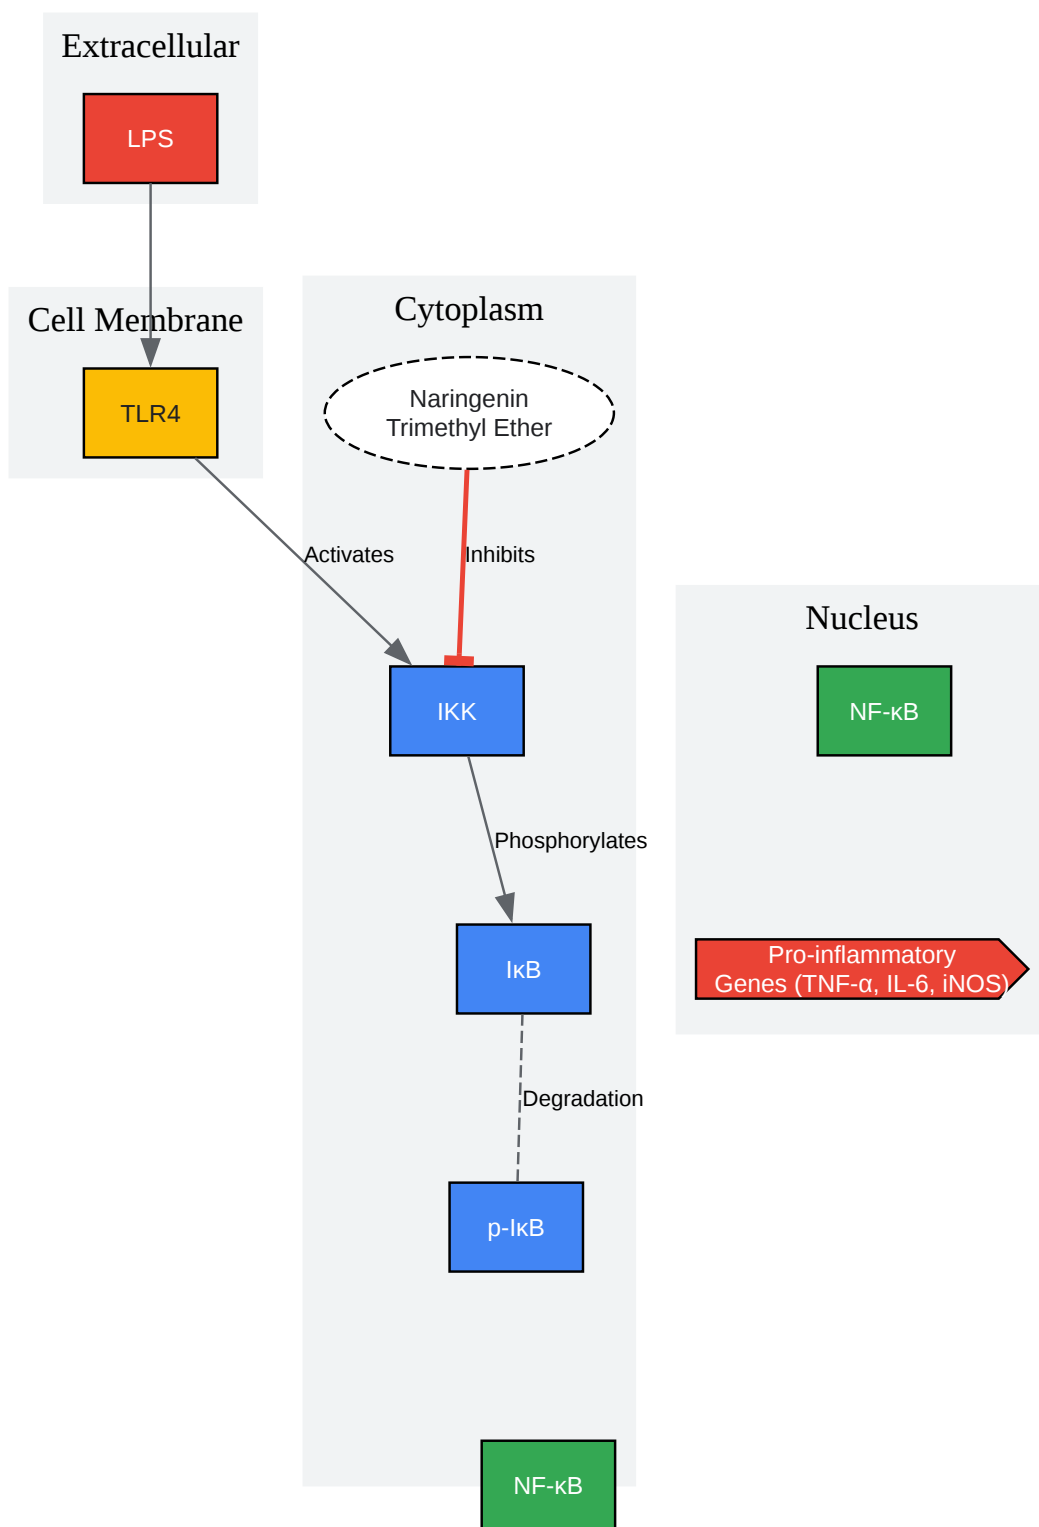 Extracellular
LPS
Cell Membrane
TLR4
Cytoplasm
Naringenin
Trimethyl Ether
Activates
Inhibits
IKK
Phosphorylates
IκB
Degradation
p-IκB
NF-κB
Nucleus
NF-κB
Pro-inflammatory
Genes (TNF-α, IL-6, iNOS)